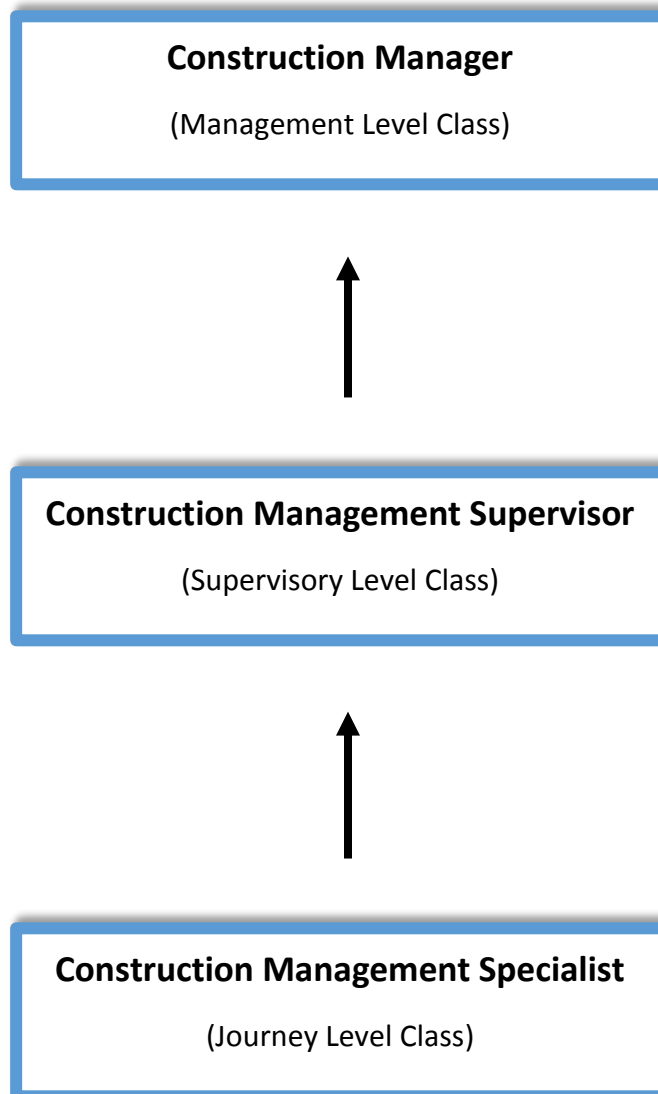 Construction Manager
(Management Level Class)
Construction Management Supervisor
(Supervisory Level Class)
Construction Management Specialist
(Journey Level Class)